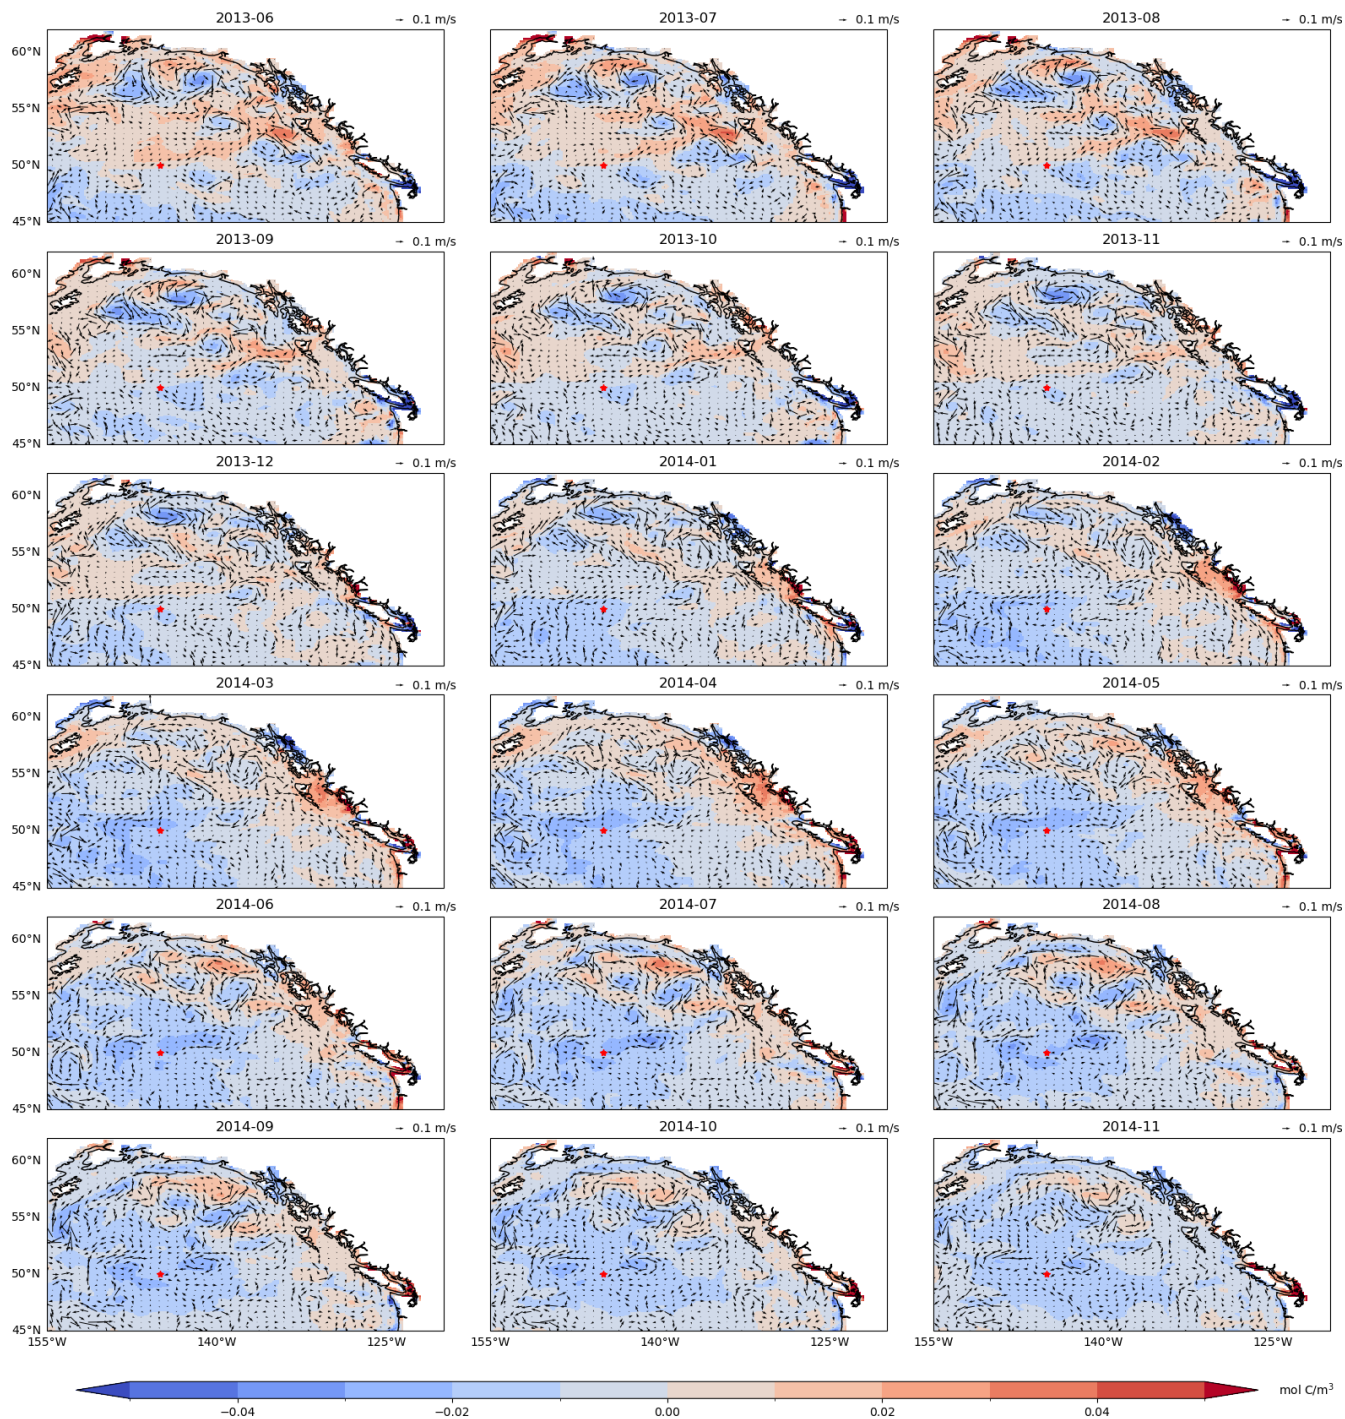 2013-06 → 0.1 m/s 2013-07 → 0.1 m/s 2013-08 → 0.1 m/s
60°N
55°N
50°N
45°N
2013-09 → 0.1 m/s 2013-10 → 0.1 m/s 2013-11 → 0.1 m/s
60°N
55°N
50°N
45°N
2013-12 → 0.1 m/s 2014-01 → 0.1 m/s 2014-02 → 0.1 m/s
60°N
55°N
50°N
45°N
2014-03 → 0.1 m/s 2014-04 → 0.1 m/s 2014-05 → 0.1 m/s
60°N
55°N
50°N
45°N
2014-06 → 0.1 m/s 2014-07 → 0.1 m/s 2014-08 → 0.1 m/s
60°N
55°N
50°N
45°N
2014-09 → 0.1 m/s 2014-10 → 0.1 m/s 2014-11 → 0.1 m/s
60°N
55°N
50°N
45°N
155°W 140°W 125°W 155°W 140°W 125°W 155°W 140°W 125°W
mol C/m³
−0.04 −0.02 0.00 0.02 0.04